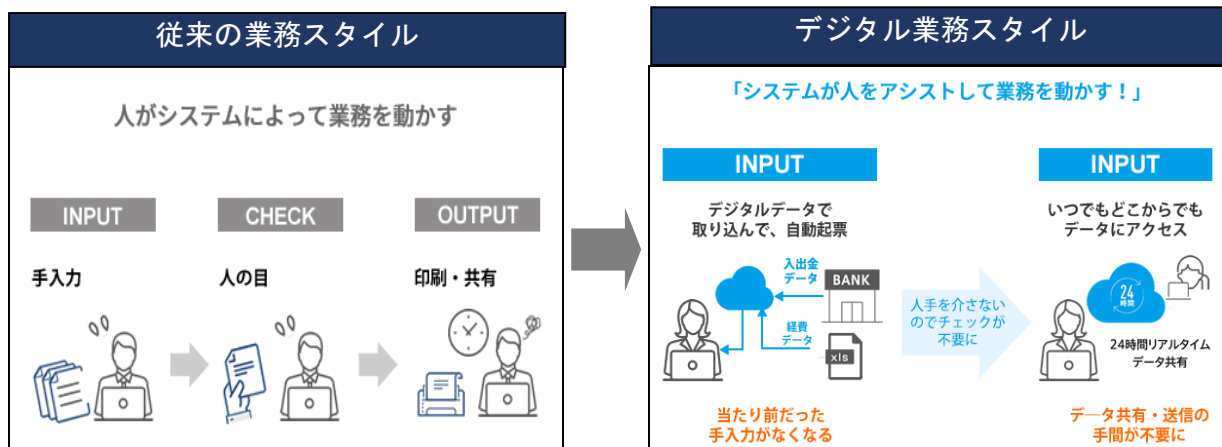 従来の業務スタイル
人がシステムによって業務を動かす
INPUT
CHECK
OUTPUT
手入力
人の目
印刷・共有
デジタル業務スタイル
「システムが人をアシストして業務を動かす！」
INPUT
デジタルデータで
取り込んで、自動起票
入出金
データ
BANK
経費
データ
xls
当たり前だった
手入力がなくなる
人手を介さない
のでチェックが
不要に
INPUT
いつでもどこからでも
データにアクセス
24
時間
24時間リアルタイム
データ共有
データ共有・送信の
手間が不要に